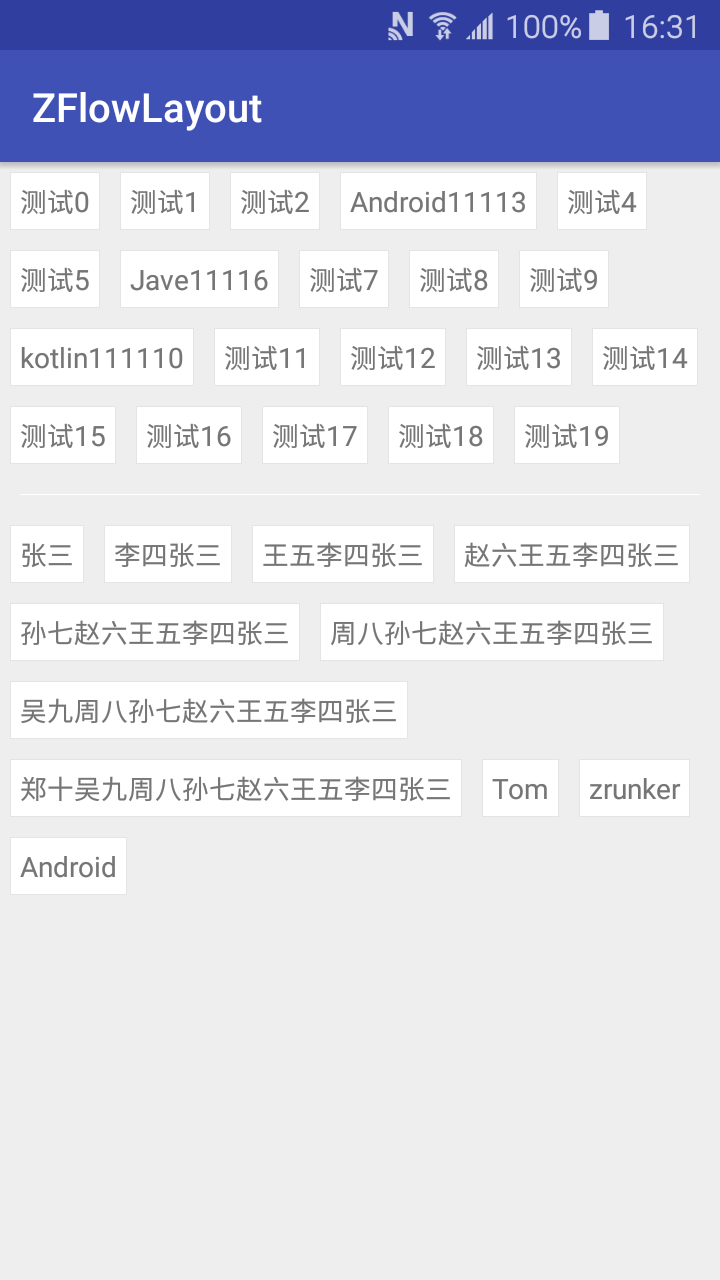 100% 16:31
ZFlowLayout
测试0 测试1 测试2 Android11113 测试4
测试5 Jave11116 测试7 测试8 测试9
kotlin111110 测试11 测试12 测试13 测试14
测试15 测试16 测试17 测试18 测试19
张三 李四张三 王五李四张三 赵六王五李四张三
孙七赵六王五李四张三 周八孙七赵六王五李四张三
吴九周八孙七赵六王五李四张三
郑十吴九周八孙七赵六王五李四张三 Tom zrunker
Android